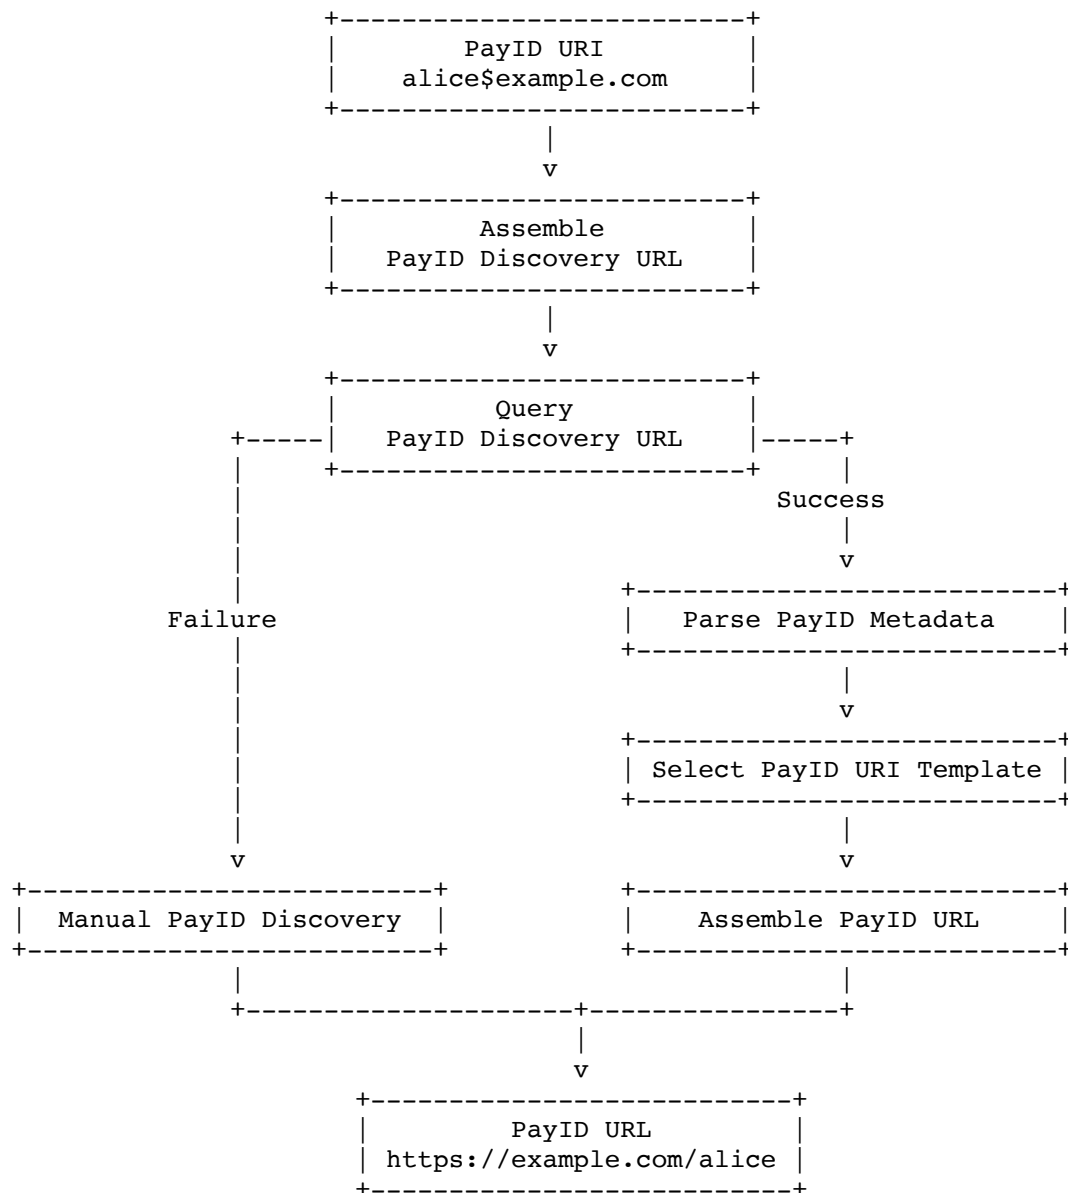 PayID URI
alice$example.com
v
Assemble
PayID Discovery URL
v
Query
PayID Discovery URL
Success
v
Failure
Parse PayID Metadata
v
Select PayID URI Template
v
v
Manual PayID Discovery
Assemble PayID URL
v
PayID URL
https://example.com/alice